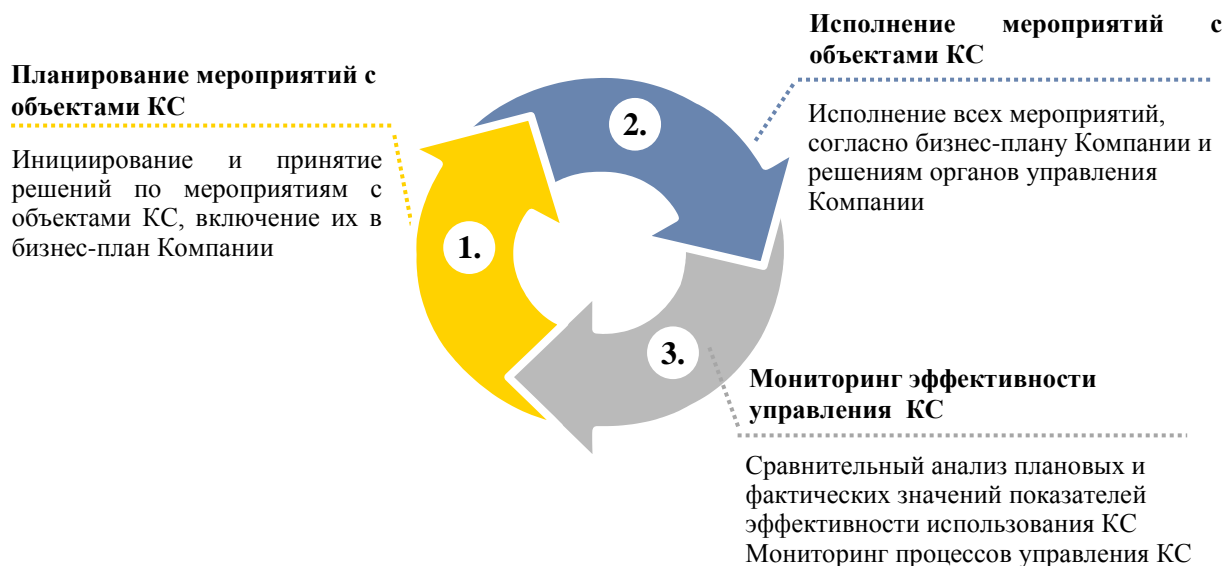 Планирование мероприятий с
объектами КС
Инициирование и принятие
решений по мероприятиям с
объектами КС, включение их в
бизнес-план Компании
1.
2.
Исполнение мероприятий с
объектами КС
Исполнение всех мероприятий,
согласно бизнес-плану Компании и
решениям органов управления
Компании
3.
Мониторинг эффективности
управления КС
Сравнительный анализ плановых и
фактических значений показателей
эффективности использования КС
Мониторинг процессов управления КС